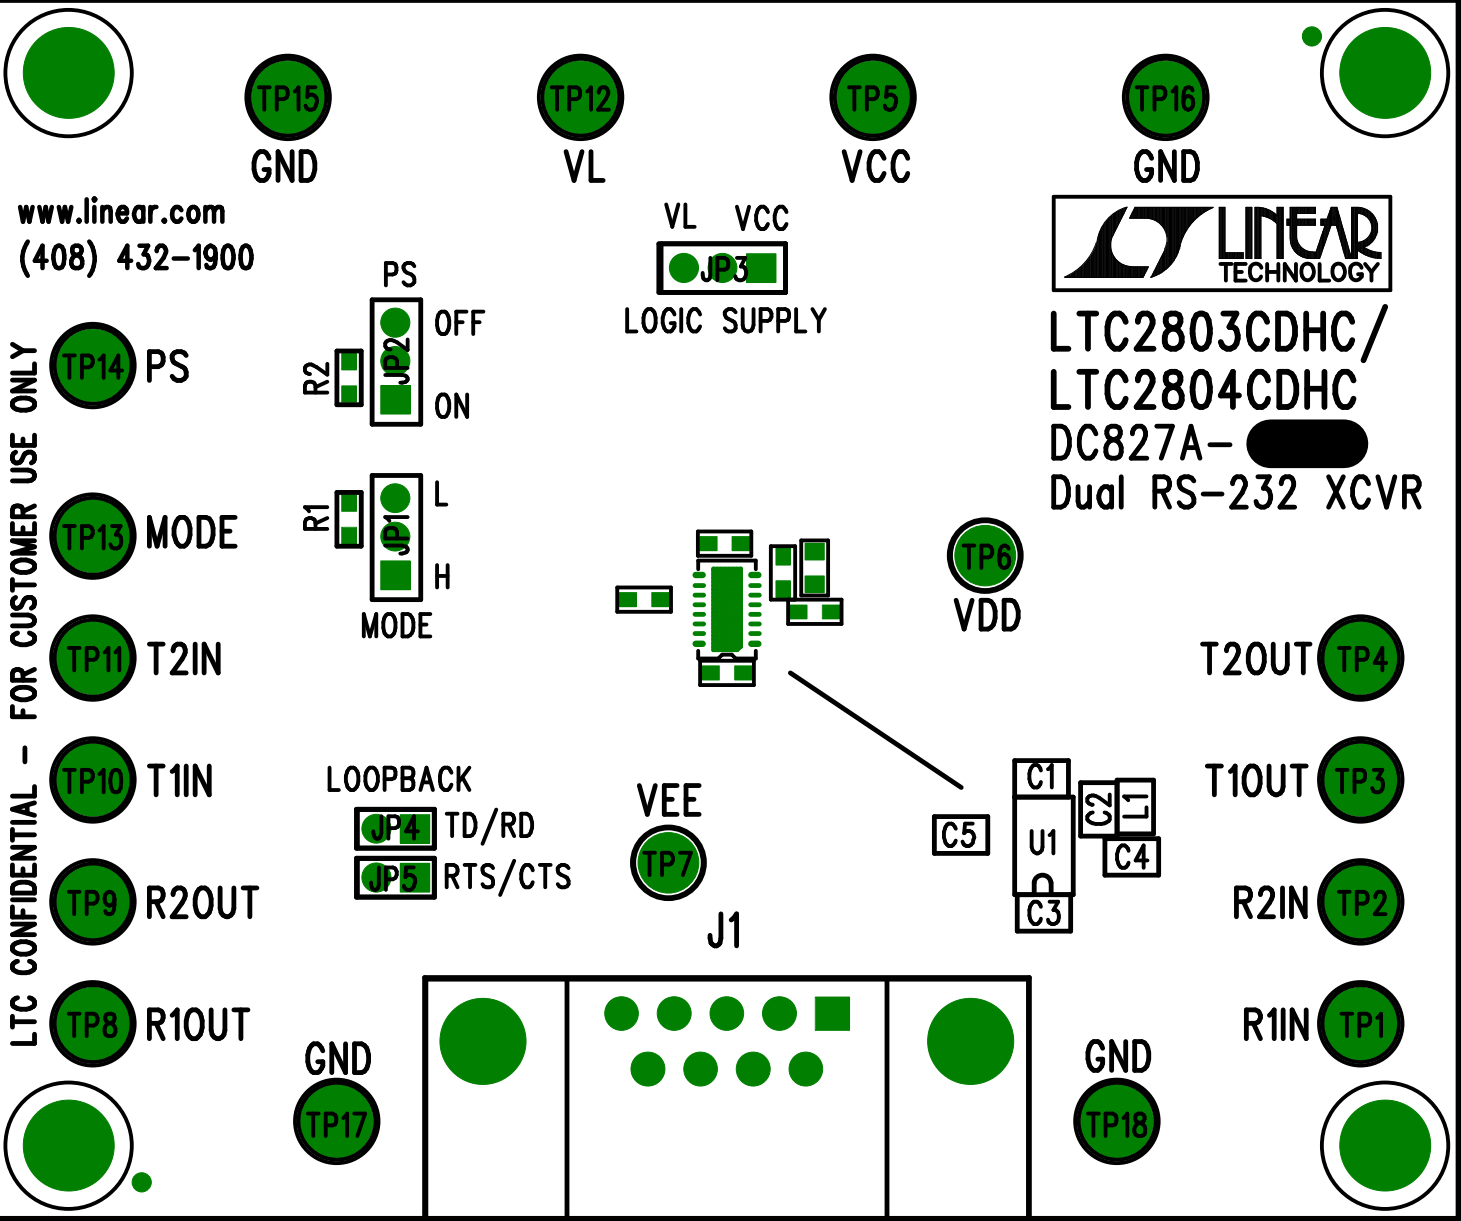 TP15
TP12
TP5
TP16
GND
VL
VCC
GND
www.linear.com
(408) 432-1900
VL VCC
JP3
LOGIC SUPPLY
LINEAR
TECHNOLOGY
LTC2803CDHC/
LTC2804CDHC
DC827A-
Dual RS-232 XCVR
PS
OFF
JP2
ON
R2
TP14 PS
R1
L
JP1
H
MODE
TP13 MODE
TP11 T2IN
TP10 T1IN
TP9 R2OUT
TP8 R1OUT
LTC CONFIDENTIAL - FOR CUSTOMER USE ONLY
TP6
VDD
T2OUT TP4
T1OUT TP3
R2IN TP2
R1IN TP1
LOOPBACK
JP4 TD/RD
JP5 RTS/CTS
VEE
TP7
C1
C2
L1
C5
U1
C4
C3
J1
GND
TP17
GND
TP18